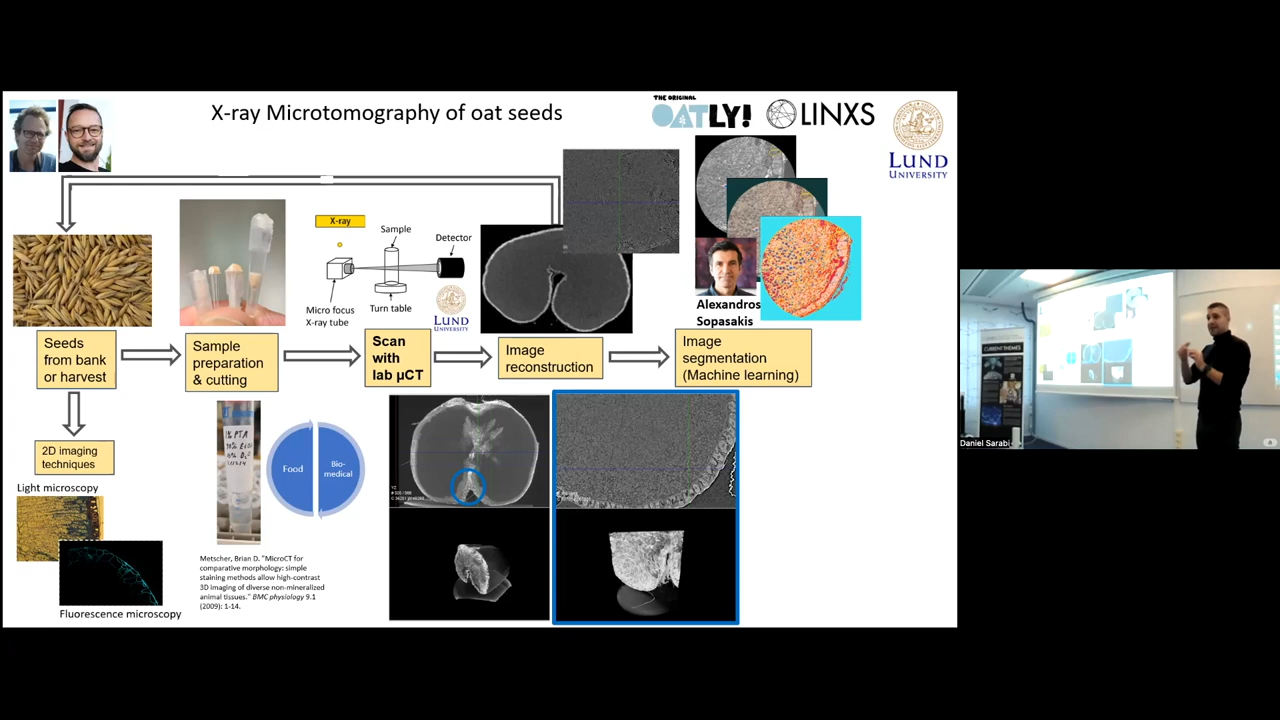 X-ray Microtomography of oat seeds
THE ORIGINAL
OATLY!
LINXS
LUND
UNIVERSITY
X-ray
Sample
Detector
Micro focus
X-ray tube
Turn table
LUND
UNIVERSITY
Alexandros
Sopasakis
Seeds
from bank
or harvest
Sample
preparation
& cutting
Scan
with
lab μCT
Image
reconstruction
Image
segmentation
(Machine learning)
2D imaging
techniques
Light microscopy
Fluorescence microscopy
1% PTA
Food
Bio-
medical
Metscher, Brian D. "MicroCT for
comparative morphology: simple
staining methods allow high-contrast
3D imaging of diverse non-mineralized
animal tissues." BMC physiology 9.1
(2009): 1-14.
CURRENT THEMES
Daniel Sarabi